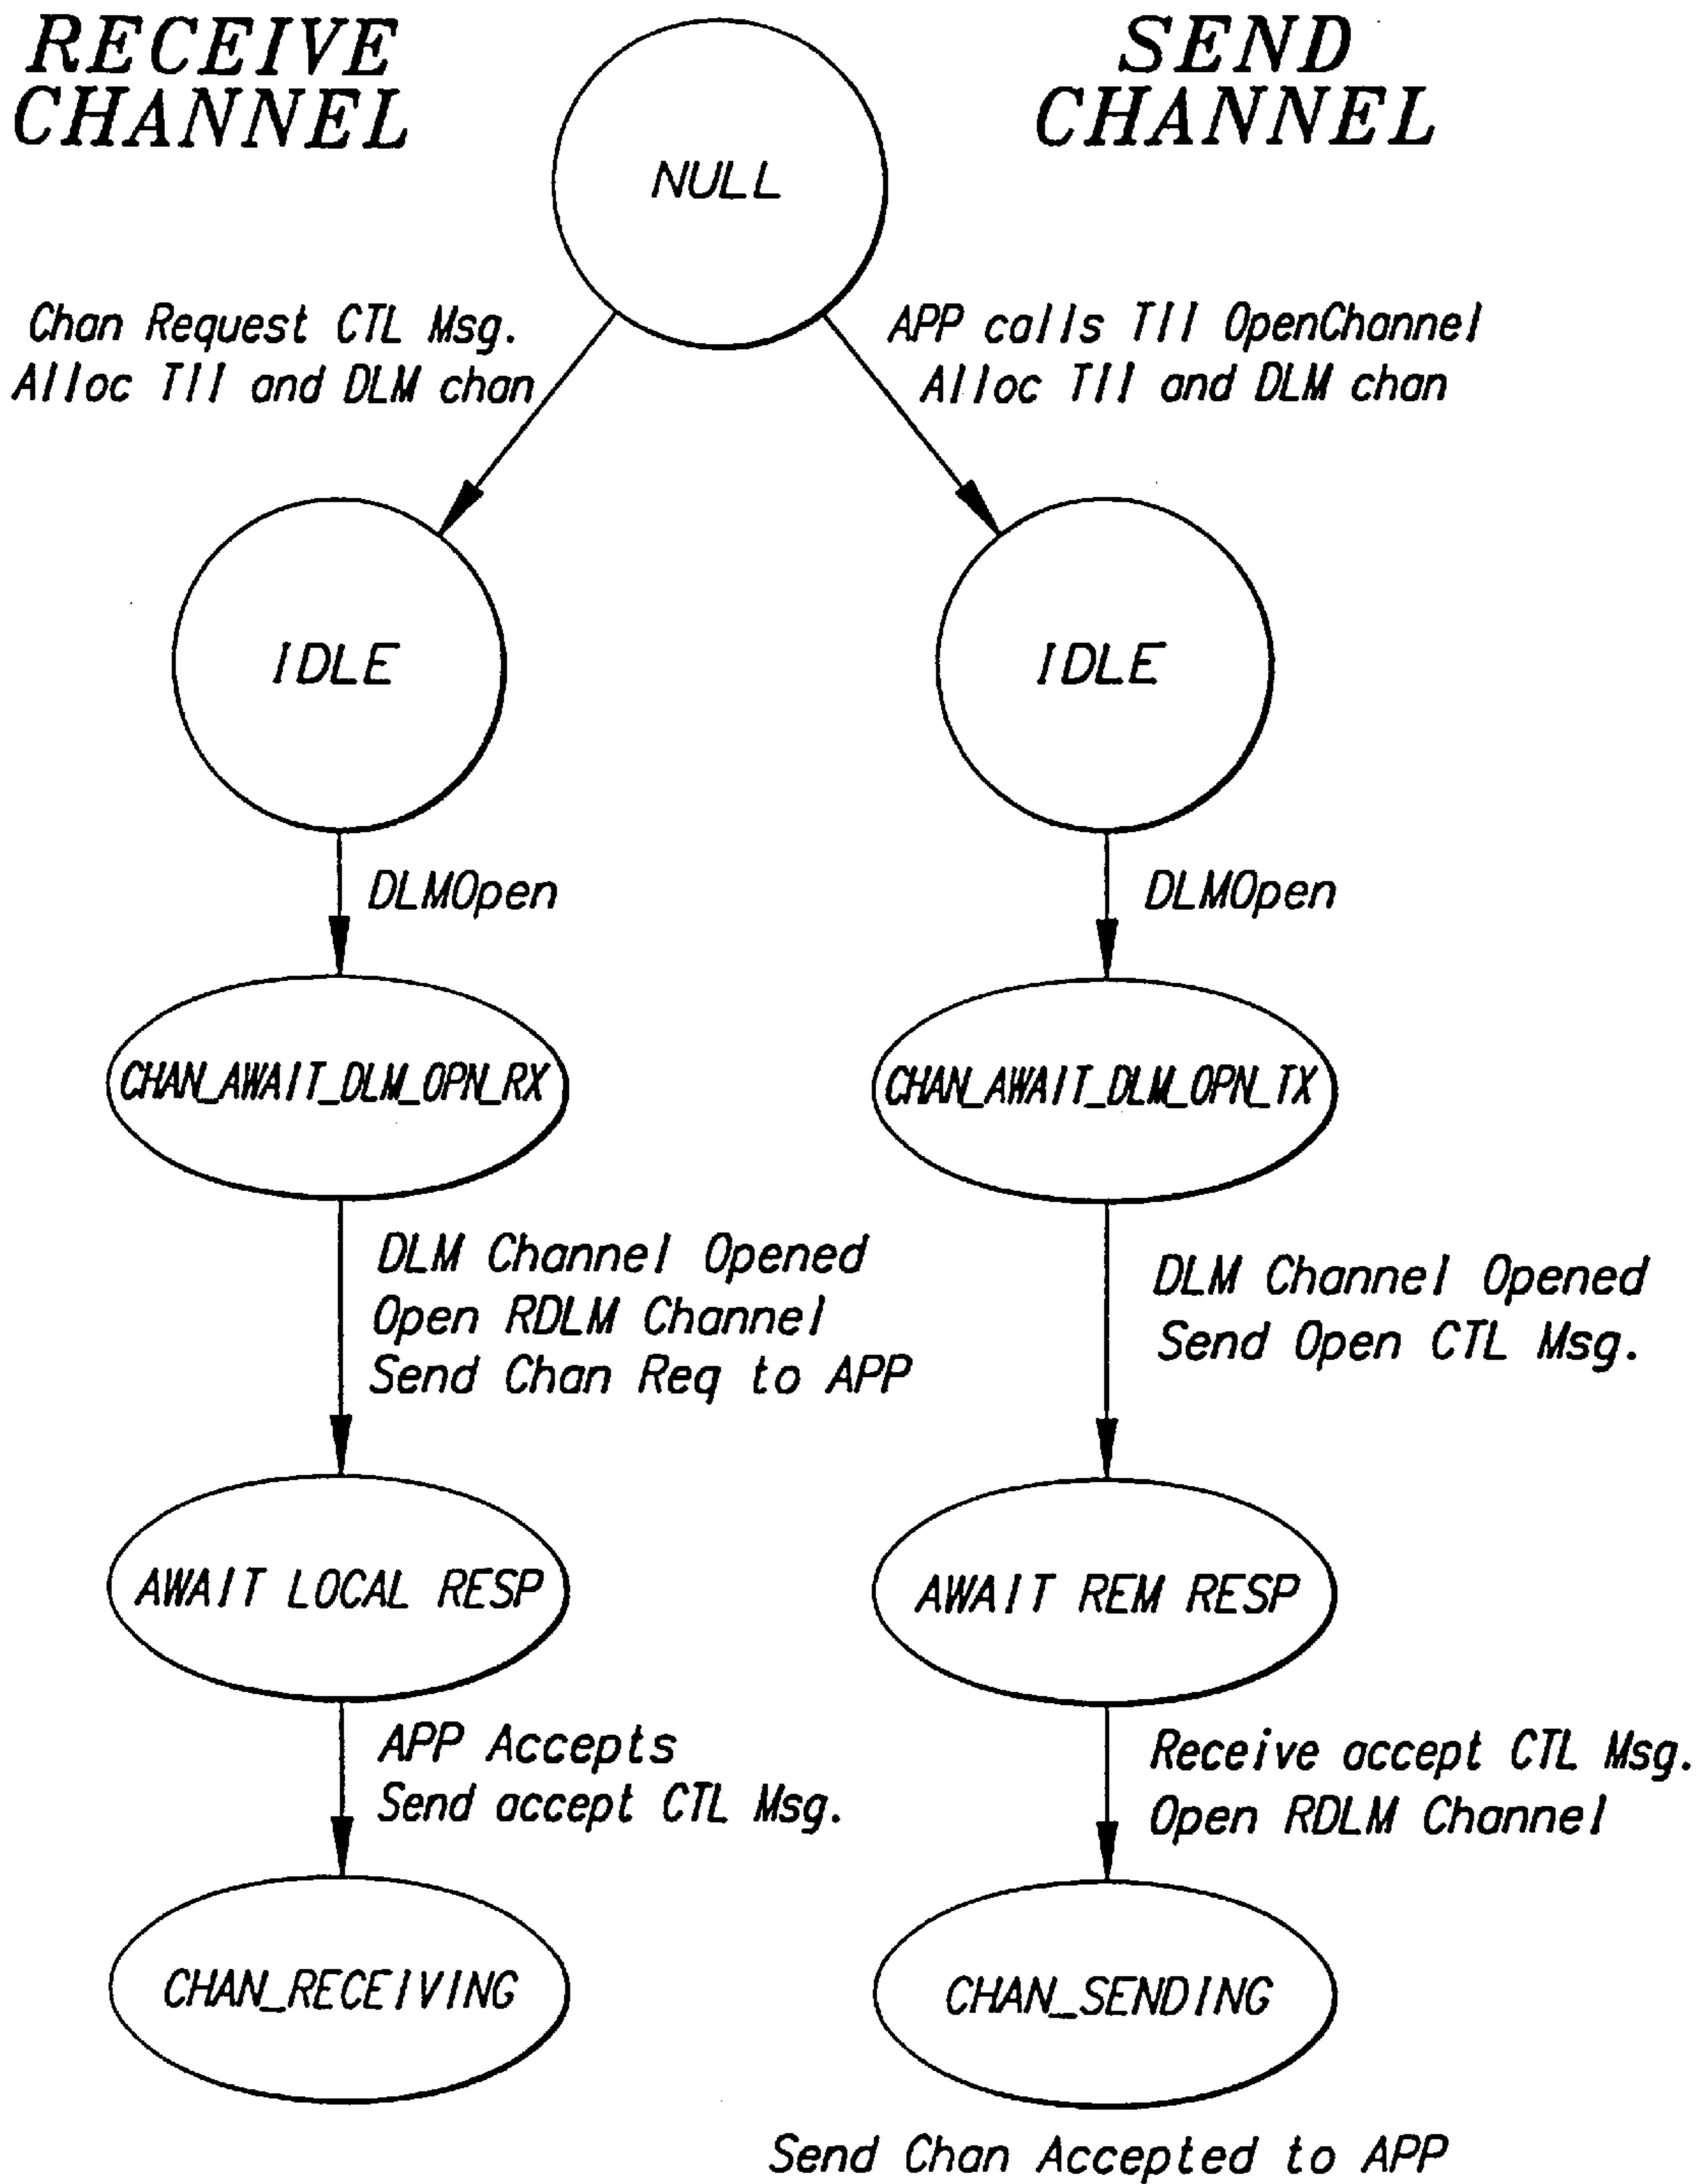 RECEIVE
CHANNEL
SEND
CHANNEL
NULL
Chan Request CTL Msg.
Alloc TII and DLM chan
APP calls TII OpenChannel
Alloc TII and DLM chan
IDLE
IDLE
DLMOpen
DLMOpen
CHAN_AWAIT_DLM_OPN_RX
CHAN_AWAIT_DLM_OPN_TX
DLM Channel Opened
Open RDLM Channel
Send Chan Req to APP
DLM Channel Opened
Send Open CTL Msg.
AWAIT LOCAL RESP
AWAIT REM RESP
APP Accepts
Send accept CTL Msg.
Receive accept CTL Msg.
Open RDLM Channel
CHAN_RECEIVING
CHAN_SENDING
Send Chan Accepted to APP